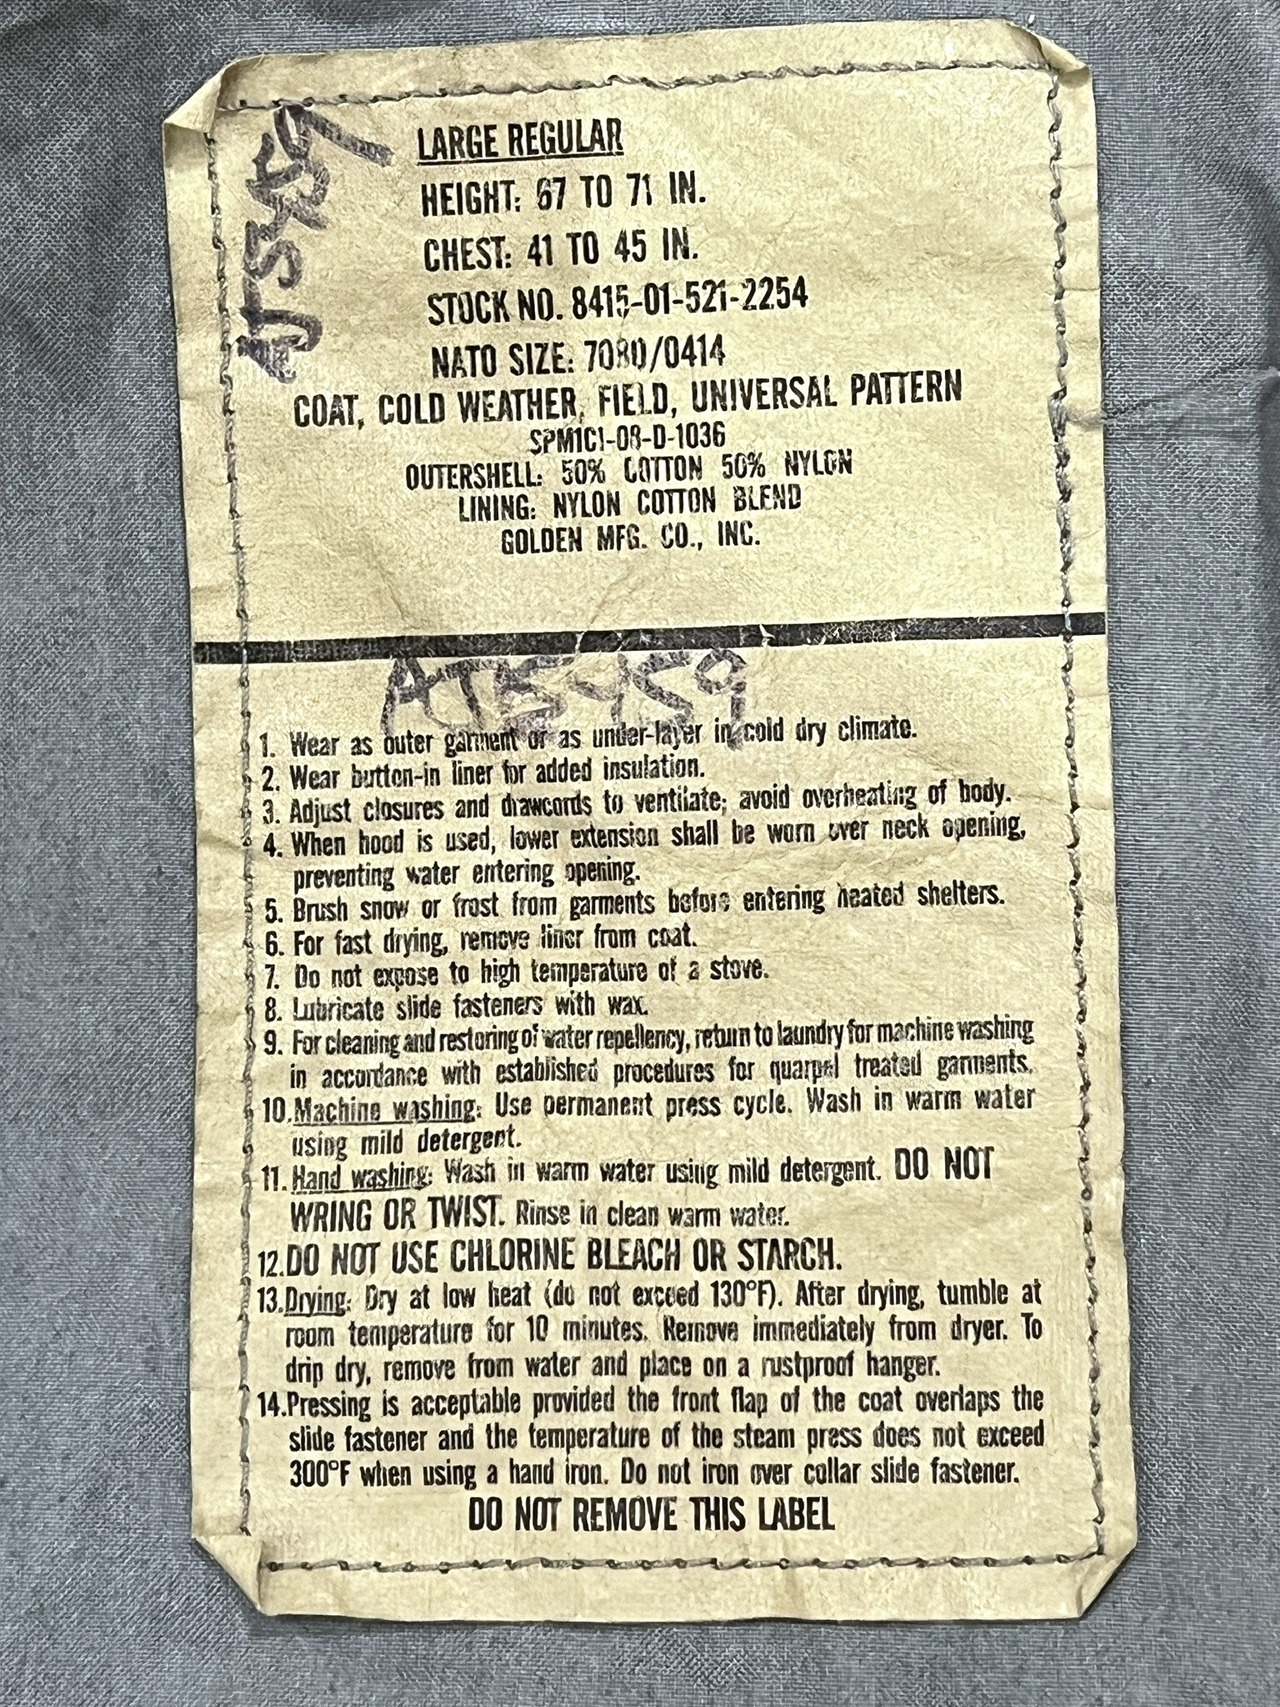 LARGE REGULAR
HEIGHT: 67 TO 71 IN.
CHEST: 41 TO 45 IN.
STOCK NO. 8415-01-521-2254
NATO SIZE: 7080/0414
COAT, COLD WEATHER, FIELD, UNIVERSAL PATTERN
SPM1C1-08-D-1036
OUTERSHELL: 50% COTTON 50% NYLON
LINING: NYLON COTTON BLEND
GOLDEN MFG. CO., INC.
1. Wear as outer garment or as under-layer in cold dry climate.
2. Wear button-in liner for added insulation.
3. Adjust closures and drawcords to ventilate; avoid overheating of body.
4. When hood is used, lower extension shall be worn over neck opening,
preventing water entering opening.
5. Brush snow or frost from garments before entering heated shelters.
6. For fast drying, remove liner from coat.
7. Do not expose to high temperature of a stove.
8. Lubricate slide fasteners with wax.
9. For cleaning and restoring of water repellency, return to laundry for machine washing
in accordance with established procedures for quarpel treated garments.
10. Machine washing: Use permanent press cycle. Wash in warm water
using mild detergent.
11. Hand washing: Wash in warm water using mild detergent. DO NOT
WRING OR TWIST. Rinse in clean warm water.
12. DO NOT USE CHLORINE BLEACH OR STARCH.
13. Drying: Dry at low heat (do not exceed 130°F). After drying, tumble at
room temperature for 10 minutes. Remove immediately from dryer. To
drip dry, remove from water and place on a rustproof hanger.
14. Pressing is acceptable provided the front flap of the coat overlaps the
slide fastener and the temperature of the steam press does not exceed
300°F when using a hand iron. Do not iron over collar slide fastener.
DO NOT REMOVE THIS LABEL